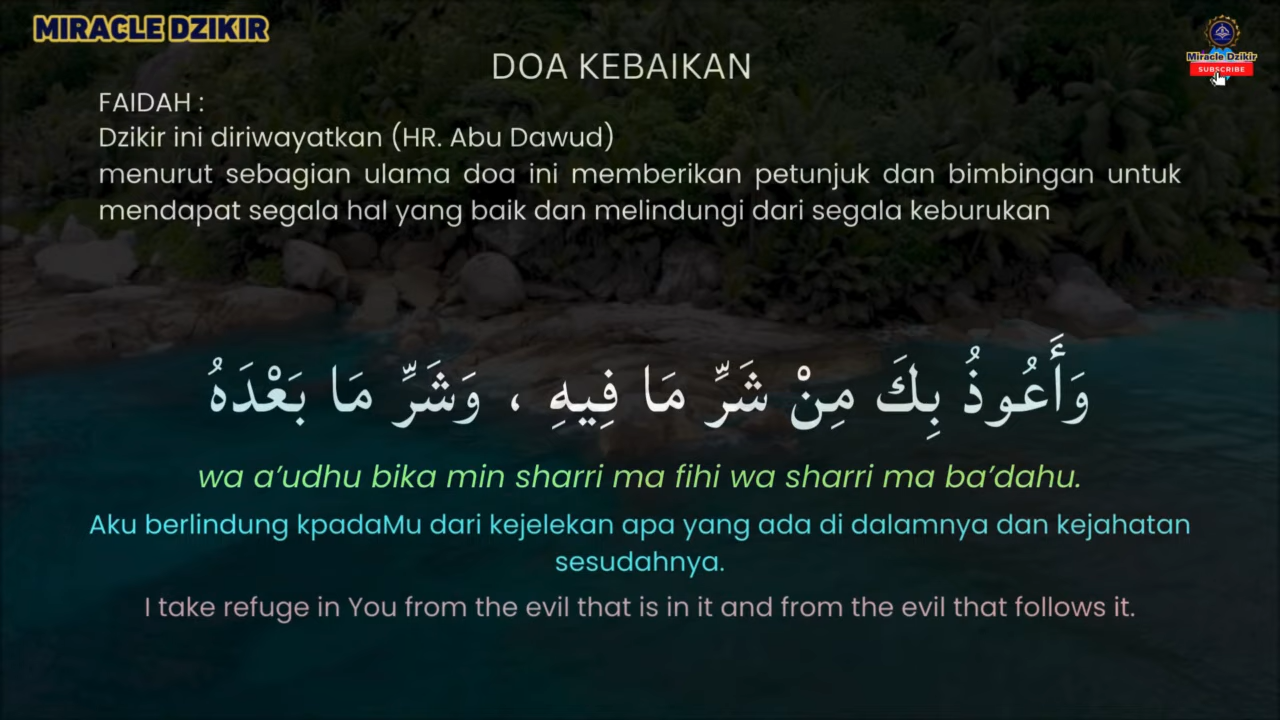 MIRACLE DZIKIR
Miracle Dzikir
SUBSCRIBE
DOA KEBAIKAN
FAIDAH :
Dzikir ini diriwayatkan (HR. Abu Dawud)
menurut sebagian ulama doa ini memberikan petunjuk dan bimbingan untuk
mendapat segala hal yang baik dan melindungi dari segala keburukan
وَأَعُوذُ بِكَ مِنْ شَرِّ مَا فِيهِ ، وَشَرِّ مَا بَعْدَهُ
wa a’udhu bika min sharri ma fihi wa sharri ma ba’dahu.
Aku berlindung kpadaMu dari kejelekan apa yang ada di dalamnya dan kejahatan
sesudahnya.
I take refuge in You from the evil that is in it and from the evil that follows it.